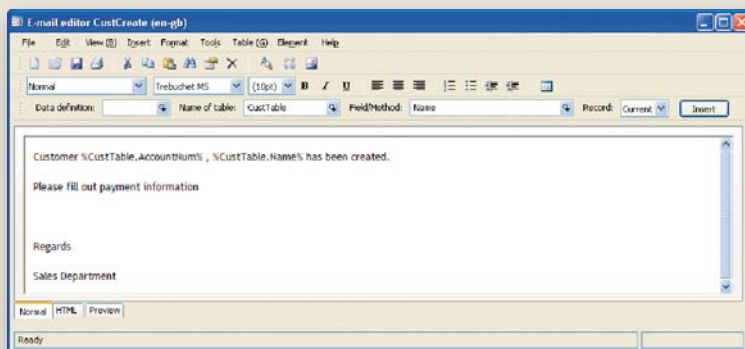 E-mail editor CustCreate (en-gb)
File Edit View (B) Insert Format Tools Table (G) Element Help
Normal Trebuchet MS (10pt) B I U
Data definition: Name of table: CustTable Field/Method: Name Record: Current Insert
Customer %CustTable.AccountNum% , %CustTable.Name% has been created.
Please fill out payment information
Regards
Sales Department
Normal HTML Preview
Ready